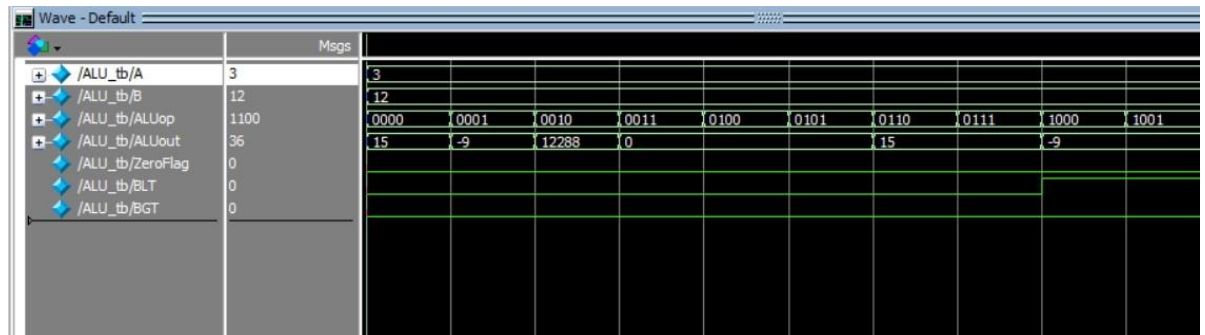 Wave - Default
Msgs
/ALU_tb/A 3 3
/ALU_tb/B 12 12
/ALU_tb/ALUop 1100 0000 0001 0010 0011 0100 0101 0110 0111 1000 1001
/ALU_tb/ALUout 36 15 -9 12288 0 15 -9
/ALU_tb/ZeroFlag 0
/ALU_tb/BLT 0
/ALU_tb/BGT 0